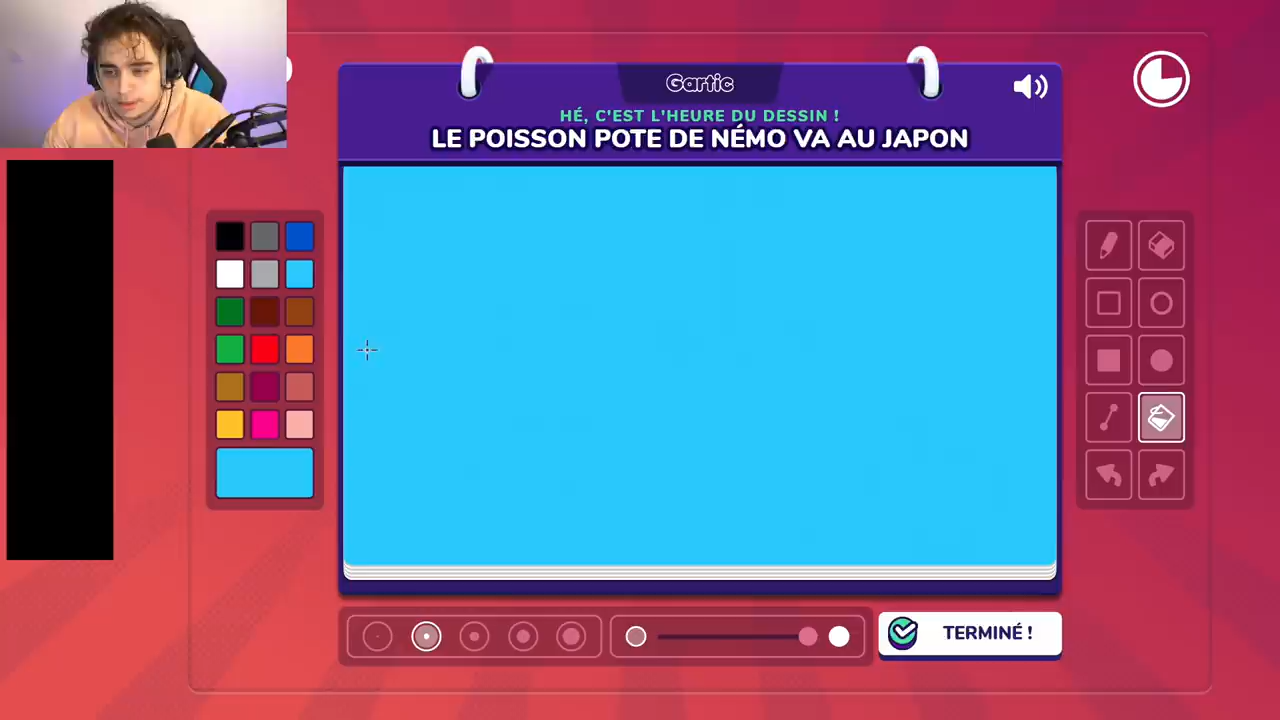 Gartic
HÉ, C'EST L'HEURE DU DESSIN !
LE POISSON POTE DE NÉMO VA AU JAPON
TERMINÉ !